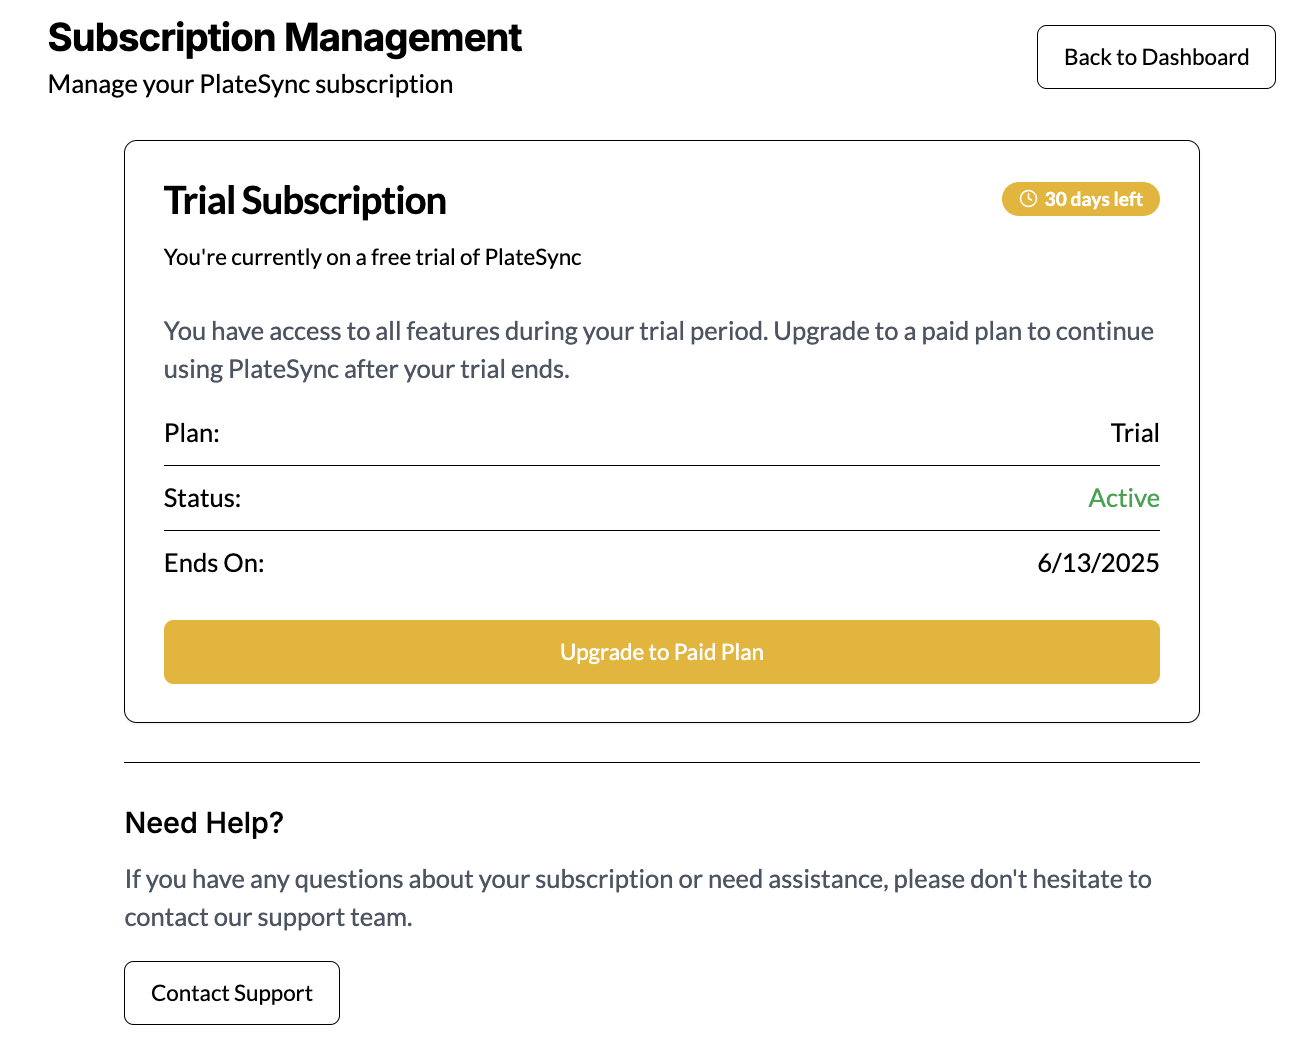 Subscription Management
Back to Dashboard
Manage your PlateSync subscription
Trial Subscription
30 days left
You're currently on a free trial of PlateSync
You have access to all features during your trial period. Upgrade to a paid plan to continue
using PlateSync after your trial ends.
Plan: Trial
Status: Active
Ends On: 6/13/2025
Upgrade to Paid Plan
Need Help?
If you have any questions about your subscription or need assistance, please don't hesitate to
contact our support team.
Contact Support